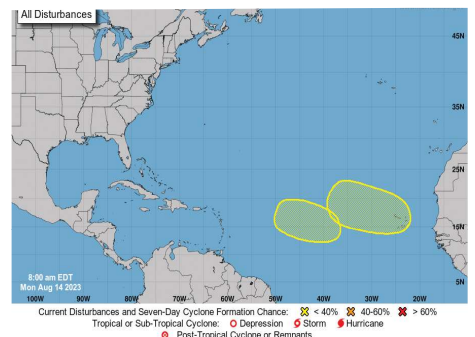 All Disturbances
45N
35N
25N
15N
5N
8:00 am EDT
Mon Aug 14 2023
100W 90W 80W 70W 60W 50W 40W 30W 20W
Current Disturbances and Seven-Day Cyclone Formation Chance: < 40% 40-60% > 60%
Tropical or Sub-Tropical Cyclone: Depression Storm Hurricane
Post-Tropical Cyclone or Remnants